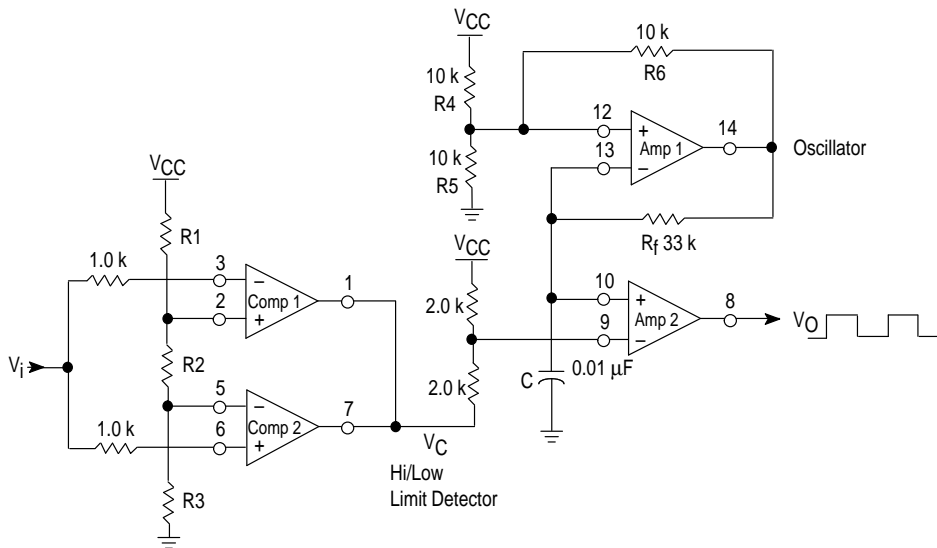 VCC
10 k
R4
10 k
R5
10 k
R6
12
+
13
−
Amp 1
14
Oscillator
Rf 33 k
VCC
R1
1.0 k
3
−
2
+
Comp 1
1
R2
Vi
5
−
6
+
Comp 2
7
1.0 k
R3
VC
Hi/Low
Limit Detector
VCC
2.0 k
2.0 k
10
+
9
−
Amp 2
8
VO
C
0.01 μF